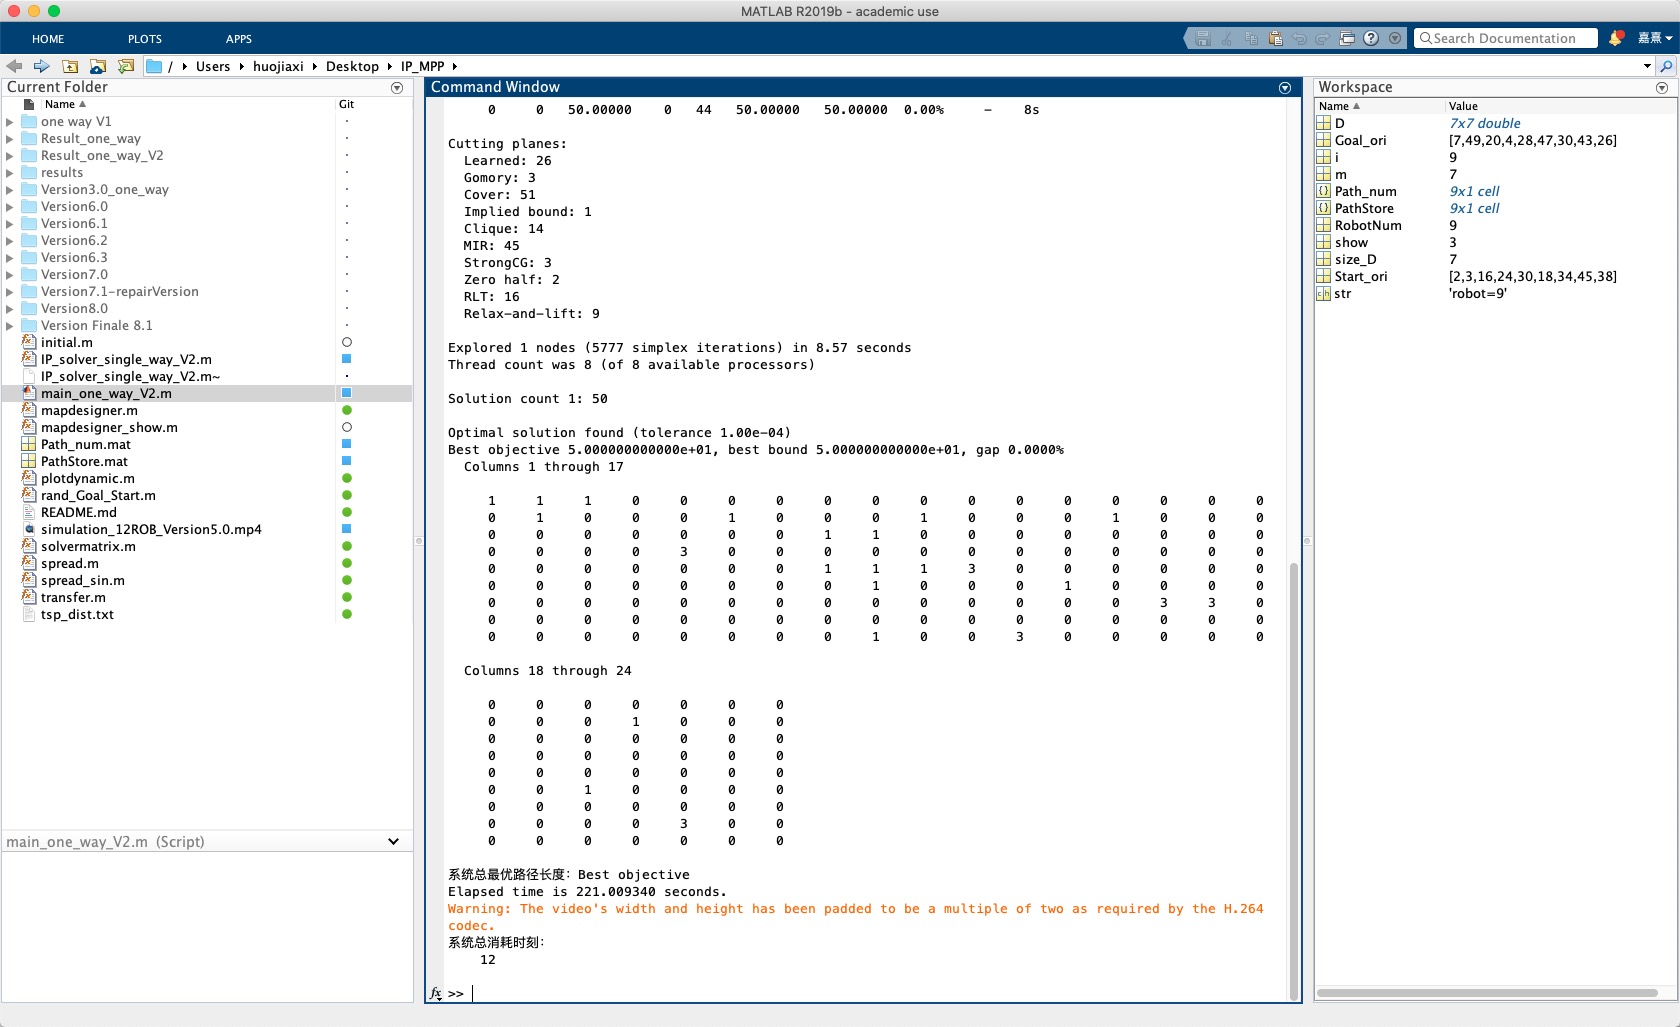 MATLAB R2019b - academic use
HOME PLOTS APPS
Search Documentation
嘉熹
/ Users huojiaxi Desktop IP_MPP
Current Folder
Name Git
one way V1
Result_one_way
Result_one_way_V2
results
Version3.0_one_way
Version6.0
Version6.1
Version6.2
Version6.3
Version7.0
Version7.1-repairVersion
Version8.0
Version Finale 8.1
initial.m
IP_solver_single_way_V2.m
IP_solver_single_way_V2.m~
main_one_way_V2.m
mapdesigner.m
mapdesigner_show.m
Path_num.mat
PathStore.mat
plotdynamic.m
rand_Goal_Start.m
README.md
simulation_12ROB_Version5.0.mp4
solvermatrix.m
spread.m
spread_sin.m
transfer.m
tsp_dist.txt
main_one_way_V2.m (Script)
Command Window
0 0 50.00000 0 44 50.00000 50.00000 0.00% - 8s
Cutting planes:
Learned: 26
Gomory: 3
Cover: 51
Implied bound: 1
Clique: 14
MIR: 45
StrongCG: 3
Zero half: 2
RLT: 16
Relax-and-lift: 9
Explored 1 nodes (5777 simplex iterations) in 8.57 seconds
Thread count was 8 (of 8 available processors)
Solution count 1: 50
Optimal solution found (tolerance 1.00e-04)
Best objective 5.000000000000e+01, best bound 5.000000000000e+01, gap 0.0000%
Columns 1 through 17
1 1 1 0 0 0 0 0 0 0 0 0 0 0 0 0 0
0 1 0 0 0 1 0 0 0 1 0 0 0 1 0 0 0
0 0 0 0 0 0 0 1 1 0 0 0 0 0 0 0 0
0 0 0 0 3 0 0 0 0 0 0 0 0 0 0 0 0
0 0 0 0 0 0 0 1 1 1 3 0 0 0 0 0 0
0 0 0 0 0 0 0 0 1 0 0 0 1 0 0 0 0
0 0 0 0 0 0 0 0 0 0 0 0 0 0 3 3 0
0 0 0 0 0 0 0 0 0 0 0 0 0 0 0 0 0
0 0 0 0 0 0 0 0 1 0 0 3 0 0 0 0 0
Columns 18 through 24
0 0 0 0 0 0 0
0 0 0 1 0 0 0
0 0 0 0 0 0 0
0 0 0 0 0 0 0
0 0 0 0 0 0 0
0 0 1 0 0 0 0
0 0 0 0 0 0 0
0 0 0 0 3 0 0
0 0 0 0 0 0 0
系统总最优路径长度: Best objective
Elapsed time is 221.009340 seconds.
Warning: The video's width and height has been padded to be a multiple of two as required by the H.264
codec.
系统总消耗时刻:
12
fx >>
Workspace
Name Value
D 7x7 double
Goal_ori [7,49,20,4,28,47,30,43,26]
i 9
m 7
Path_num 9x1 cell
PathStore 9x1 cell
RobotNum 9
show 3
size_D 7
Start_ori [2,3,16,24,30,18,34,45,38]
str 'robot=9'